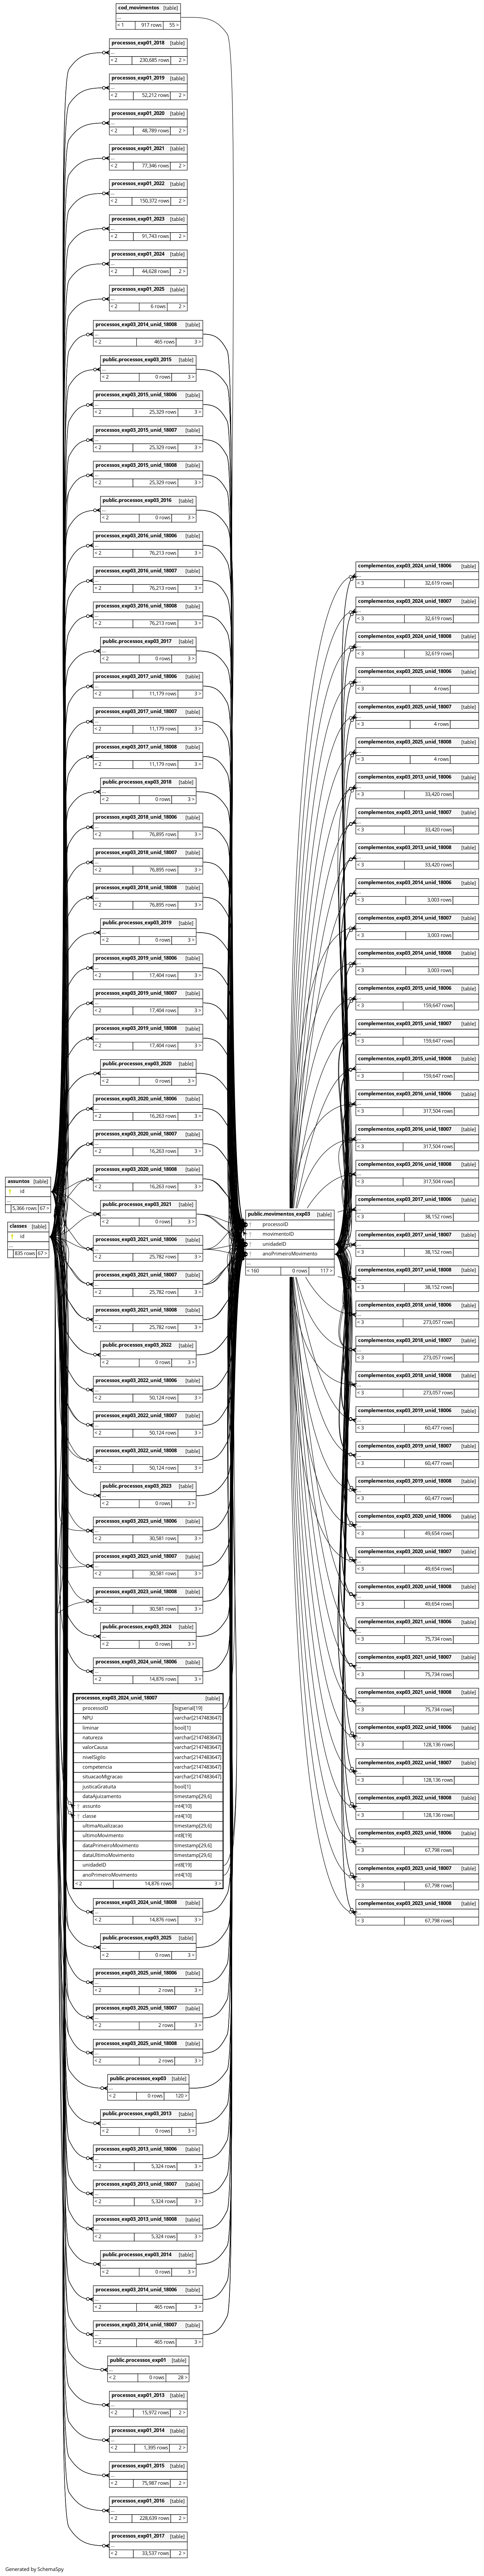 assuntos [table]
id
...
5,366 rows 67 >
classes [table]
id
...
835 rows 67 >
cod_movimentos [table]
...
< 1 917 rows 55 >
processos_exp01_2018 [table]
...
< 2 230,685 rows 2 >
processos_exp01_2019 [table]
...
< 2 52,212 rows 2 >
processos_exp01_2020 [table]
...
< 2 48,789 rows 2 >
processos_exp01_2021 [table]
...
< 2 77,346 rows 2 >
processos_exp01_2022 [table]
...
< 2 150,372 rows 2 >
processos_exp01_2023 [table]
...
< 2 91,743 rows 2 >
processos_exp01_2024 [table]
...
< 2 44,628 rows 2 >
processos_exp01_2025 [table]
...
< 2 6 rows 2 >
processos_exp03_2014_unid_18008 [table]
...
< 2 465 rows 3 >
public.processos_exp03_2015 [table]
...
< 2 0 rows 3 >
processos_exp03_2015_unid_18006 [table]
...
< 2 25,329 rows 3 >
processos_exp03_2015_unid_18007 [table]
...
< 2 25,329 rows 3 >
processos_exp03_2015_unid_18008 [table]
...
< 2 25,329 rows 3 >
public.processos_exp03_2016 [table]
...
< 2 0 rows 3 >
processos_exp03_2016_unid_18006 [table]
...
< 2 76,213 rows 3 >
processos_exp03_2016_unid_18007 [table]
...
< 2 76,213 rows 3 >
processos_exp03_2016_unid_18008 [table]
...
< 2 76,213 rows 3 >
public.processos_exp03_2017 [table]
...
< 2 0 rows 3 >
processos_exp03_2017_unid_18006 [table]
...
< 2 11,179 rows 3 >
processos_exp03_2017_unid_18007 [table]
...
< 2 11,179 rows 3 >
processos_exp03_2017_unid_18008 [table]
...
< 2 11,179 rows 3 >
public.processos_exp03_2018 [table]
...
< 2 0 rows 3 >
processos_exp03_2018_unid_18006 [table]
...
< 2 76,895 rows 3 >
processos_exp03_2018_unid_18007 [table]
...
< 2 76,895 rows 3 >
processos_exp03_2018_unid_18008 [table]
...
< 2 76,895 rows 3 >
public.processos_exp03_2019 [table]
...
< 2 0 rows 3 >
processos_exp03_2019_unid_18006 [table]
...
< 2 17,404 rows 3 >
processos_exp03_2019_unid_18007 [table]
...
< 2 17,404 rows 3 >
processos_exp03_2019_unid_18008 [table]
...
< 2 17,404 rows 3 >
public.processos_exp03_2020 [table]
...
< 2 0 rows 3 >
processos_exp03_2020_unid_18006 [table]
...
< 2 16,263 rows 3 >
processos_exp03_2020_unid_18007 [table]
...
< 2 16,263 rows 3 >
processos_exp03_2020_unid_18008 [table]
...
< 2 16,263 rows 3 >
public.processos_exp03_2021 [table]
...
< 2 0 rows 3 >
processos_exp03_2021_unid_18006 [table]
...
< 2 25,782 rows 3 >
processos_exp03_2021_unid_18007 [table]
...
< 2 25,782 rows 3 >
processos_exp03_2021_unid_18008 [table]
...
< 2 25,782 rows 3 >
public.processos_exp03_2022 [table]
...
< 2 0 rows 3 >
processos_exp03_2022_unid_18006 [table]
...
< 2 50,124 rows 3 >
processos_exp03_2022_unid_18007 [table]
...
< 2 50,124 rows 3 >
processos_exp03_2022_unid_18008 [table]
...
< 2 50,124 rows 3 >
public.processos_exp03_2023 [table]
...
< 2 0 rows 3 >
processos_exp03_2023_unid_18006 [table]
...
< 2 30,581 rows 3 >
processos_exp03_2023_unid_18007 [table]
...
< 2 30,581 rows 3 >
processos_exp03_2023_unid_18008 [table]
...
< 2 30,581 rows 3 >
public.processos_exp03_2024 [table]
...
< 2 0 rows 3 >
processos_exp03_2024_unid_18006 [table]
...
< 2 14,876 rows 3 >
processos_exp03_2024_unid_18007 [table]
processoID bigserial[19]
NPU varchar[2147483647]
liminar bool[1]
natureza varchar[2147483647]
valorCausa varchar[2147483647]
nivelSigilo varchar[2147483647]
competencia varchar[2147483647]
situacaoMigracao varchar[2147483647]
justicaGratuita bool[1]
dataAjuizamento timestamp[29,6]
assunto int4[10]
classe int4[10]
ultimaAtualizacao timestamp[29,6]
ultimoMovimento int8[19]
dataPrimeiroMovimento timestamp[29,6]
dataUltimoMovimento timestamp[29,6]
unidadeID int8[19]
anoPrimeiroMovimento int4[10]
< 2 14,876 rows 3 >
processos_exp03_2024_unid_18008 [table]
...
< 2 14,876 rows 3 >
public.processos_exp03_2025 [table]
...
< 2 0 rows 3 >
processos_exp03_2025_unid_18006 [table]
...
< 2 2 rows 3 >
processos_exp03_2025_unid_18007 [table]
...
< 2 2 rows 3 >
processos_exp03_2025_unid_18008 [table]
...
< 2 2 rows 3 >
public.processos_exp03 [table]
...
< 2 0 rows 120 >
public.processos_exp03_2013 [table]
...
< 2 0 rows 3 >
processos_exp03_2013_unid_18006 [table]
...
< 2 5,324 rows 3 >
processos_exp03_2013_unid_18007 [table]
...
< 2 5,324 rows 3 >
processos_exp03_2013_unid_18008 [table]
...
< 2 5,324 rows 3 >
public.processos_exp03_2014 [table]
...
< 2 0 rows 3 >
processos_exp03_2014_unid_18006 [table]
...
< 2 465 rows 3 >
processos_exp03_2014_unid_18007 [table]
...
< 2 465 rows 3 >
public.processos_exp01 [table]
...
< 2 0 rows 28 >
processos_exp01_2013 [table]
...
< 2 15,972 rows 2 >
processos_exp01_2014 [table]
...
< 2 1,395 rows 2 >
processos_exp01_2015 [table]
...
< 2 75,987 rows 2 >
processos_exp01_2016 [table]
...
< 2 228,639 rows 2 >
processos_exp01_2017 [table]
...
< 2 33,537 rows 2 >
public.movimentos_exp03 [table]
processoID
movimentoID
unidadeID
anoPrimeiroMovimento
...
< 160 0 rows 117 >
complementos_exp03_2024_unid_18006 [table]
...
< 3 32,619 rows
complementos_exp03_2024_unid_18007 [table]
...
< 3 32,619 rows
complementos_exp03_2024_unid_18008 [table]
...
< 3 32,619 rows
complementos_exp03_2025_unid_18006 [table]
...
< 3 4 rows
complementos_exp03_2025_unid_18007 [table]
...
< 3 4 rows
complementos_exp03_2025_unid_18008 [table]
...
< 3 4 rows
complementos_exp03_2013_unid_18006 [table]
...
< 3 33,420 rows
complementos_exp03_2013_unid_18007 [table]
...
< 3 33,420 rows
complementos_exp03_2013_unid_18008 [table]
...
< 3 33,420 rows
complementos_exp03_2014_unid_18006 [table]
...
< 3 3,003 rows
complementos_exp03_2014_unid_18007 [table]
...
< 3 3,003 rows
complementos_exp03_2014_unid_18008 [table]
...
< 3 3,003 rows
complementos_exp03_2015_unid_18006 [table]
...
< 3 159,647 rows
complementos_exp03_2015_unid_18007 [table]
...
< 3 159,647 rows
complementos_exp03_2015_unid_18008 [table]
...
< 3 159,647 rows
complementos_exp03_2016_unid_18006 [table]
...
< 3 317,504 rows
complementos_exp03_2016_unid_18007 [table]
...
< 3 317,504 rows
complementos_exp03_2016_unid_18008 [table]
...
< 3 317,504 rows
complementos_exp03_2017_unid_18006 [table]
...
< 3 38,152 rows
complementos_exp03_2017_unid_18007 [table]
...
< 3 38,152 rows
complementos_exp03_2017_unid_18008 [table]
...
< 3 38,152 rows
complementos_exp03_2018_unid_18006 [table]
...
< 3 273,057 rows
complementos_exp03_2018_unid_18007 [table]
...
< 3 273,057 rows
complementos_exp03_2018_unid_18008 [table]
...
< 3 273,057 rows
complementos_exp03_2019_unid_18006 [table]
...
< 3 60,477 rows
complementos_exp03_2019_unid_18007 [table]
...
< 3 60,477 rows
complementos_exp03_2019_unid_18008 [table]
...
< 3 60,477 rows
complementos_exp03_2020_unid_18006 [table]
...
< 3 49,654 rows
complementos_exp03_2020_unid_18007 [table]
...
< 3 49,654 rows
complementos_exp03_2020_unid_18008 [table]
...
< 3 49,654 rows
complementos_exp03_2021_unid_18006 [table]
...
< 3 75,734 rows
complementos_exp03_2021_unid_18007 [table]
...
< 3 75,734 rows
complementos_exp03_2021_unid_18008 [table]
...
< 3 75,734 rows
complementos_exp03_2022_unid_18006 [table]
...
< 3 128,136 rows
complementos_exp03_2022_unid_18007 [table]
...
< 3 128,136 rows
complementos_exp03_2022_unid_18008 [table]
...
< 3 128,136 rows
complementos_exp03_2023_unid_18006 [table]
...
< 3 67,798 rows
complementos_exp03_2023_unid_18007 [table]
...
< 3 67,798 rows
complementos_exp03_2023_unid_18008 [table]
...
< 3 67,798 rows
Generated by SchemaSpy